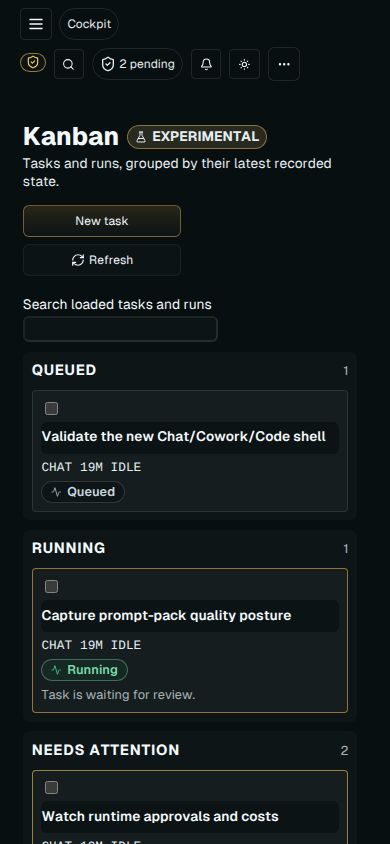 Cockpit
2 pending
Kanban
EXPERIMENTAL
Tasks and runs, grouped by their latest recorded
state.
New task
Refresh
Search loaded tasks and runs
QUEUED 1
Validate the new Chat/Cowork/Code shell
CHAT 19M IDLE
Queued
RUNNING 1
Capture prompt-pack quality posture
CHAT 19M IDLE
Running
Task is waiting for review.
NEEDS ATTENTION 2
Watch runtime approvals and costs
CHAT 19M IDLE